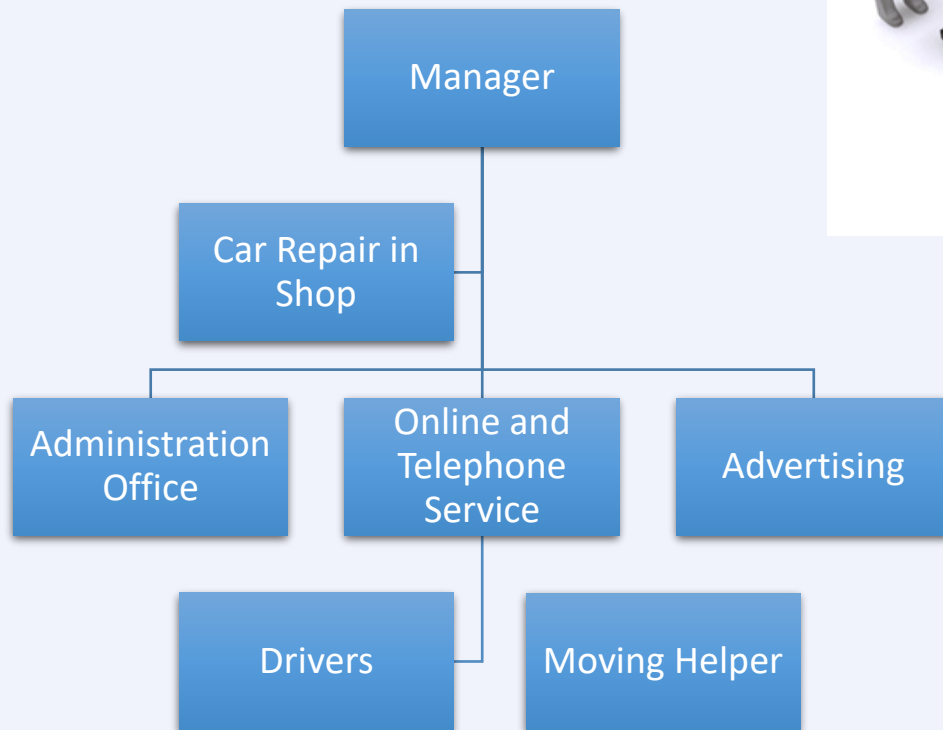 Manager
Car Repair in
Shop
Administration
Office
Online and
Telephone
Service
Advertising
Drivers
Moving Helper